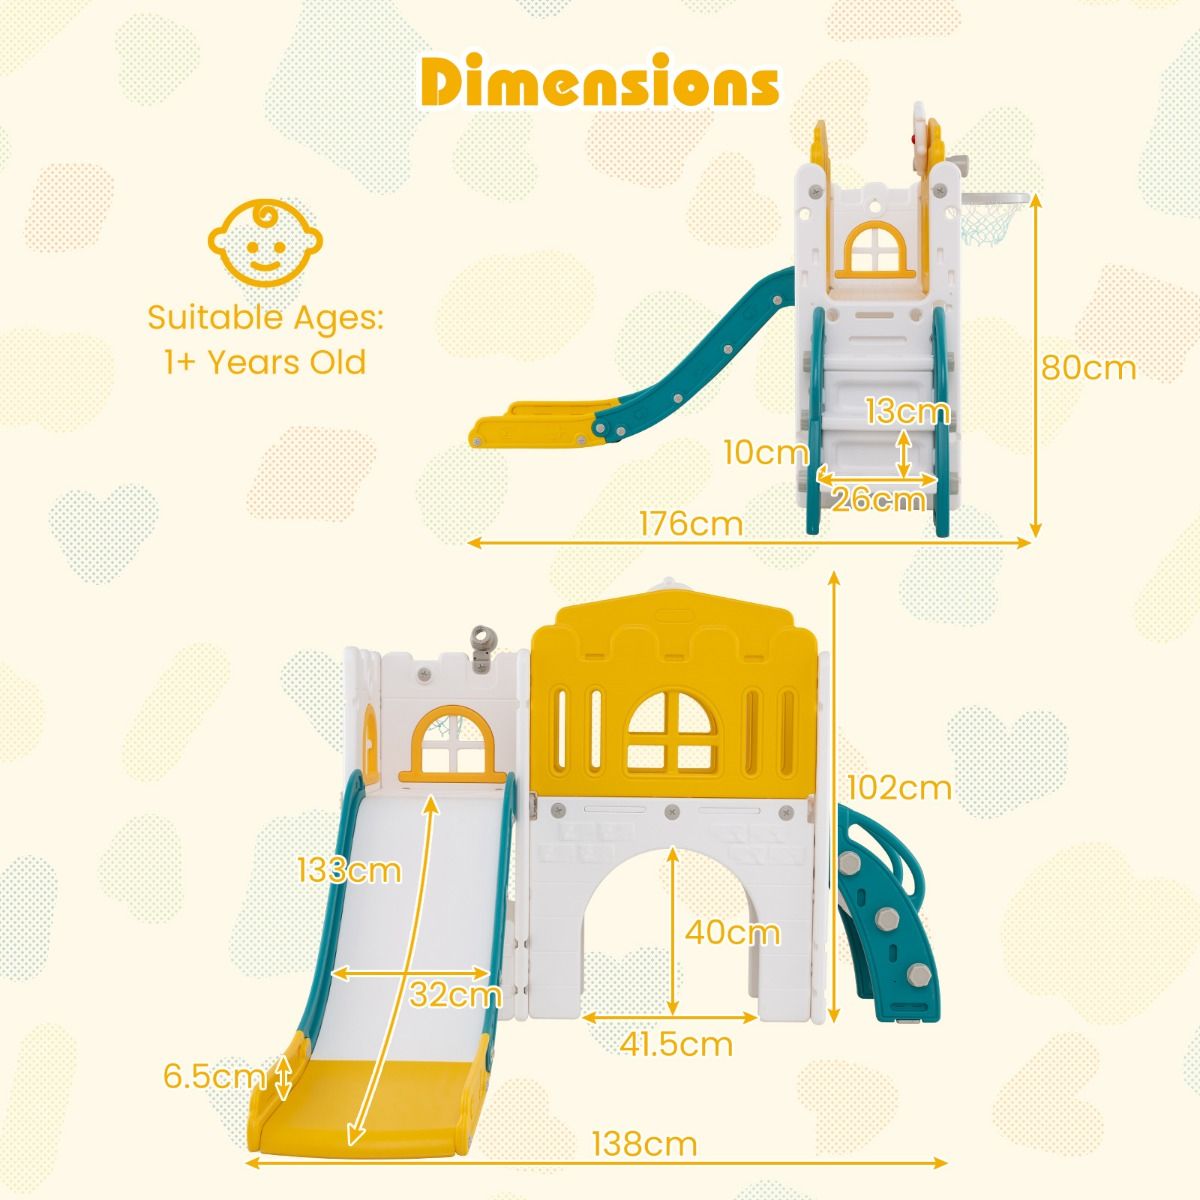 Dimensions
Suitable Ages:
1+ Years Old
80cm
13cm
10cm
26cm
176cm
102cm
133cm
40cm
32cm
41.5cm
6.5cm
138cm